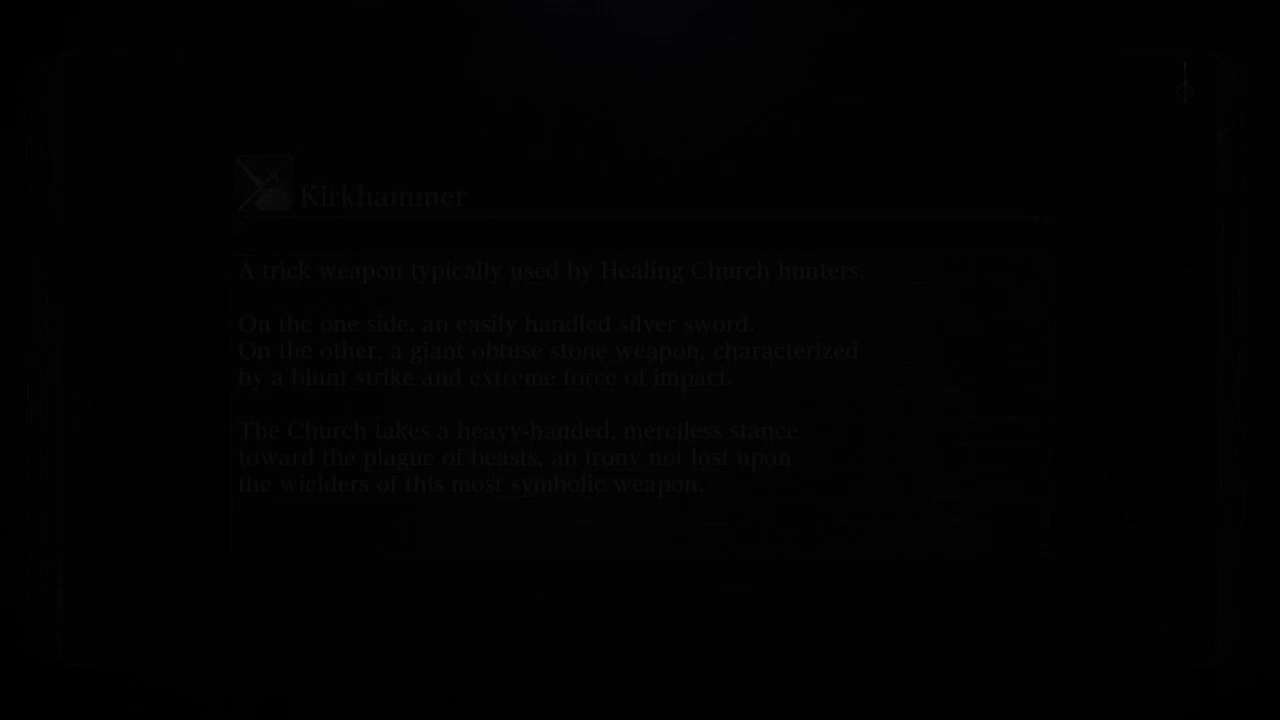 Kirkhammer
A trick weapon typically used by Healing Church hunters.
On the one side, an easily handled silver sword.
On the other, a giant obtuse stone weapon, characterized
by a blunt strike and extreme force of impact.
The Church takes a heavy-handed, merciless stance
toward the plague of beasts, an irony not lost upon
the wielders of this most symbolic weapon.